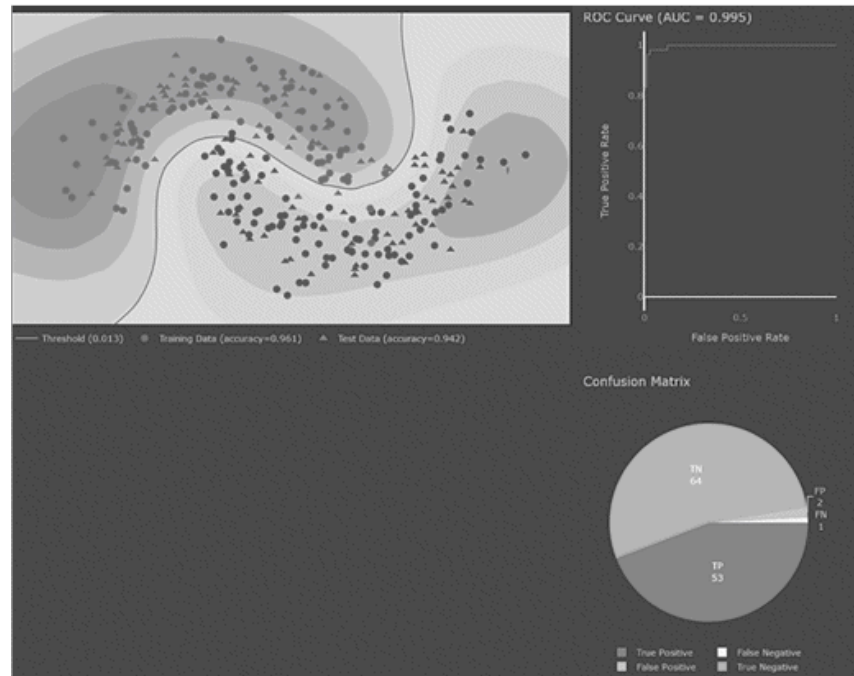 ROC Curve (AUC = 0.995)
1
0.8
0.6
0.4
0.2
0
0
0.5
1
True Positive Rate
False Positive Rate
Threshold (0.013)
Training Data (accuracy=0.961)
Test Data (accuracy=0.942)
Confusion Matrix
TN
64
FP
2
FN
1
TP
53
True Positive
False Negative
False Positive
True Negative